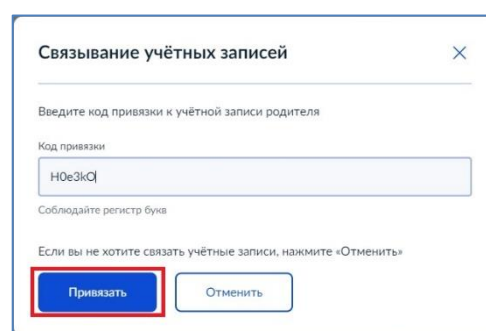 Связывание учётных записей
Введите код привязки к учётной записи родителя
Код привязки
H0e3kO
Соблюдайте регистр букв
Если вы не хотите связать учётные записи, нажмите «Отменить»
Привязать Отменить